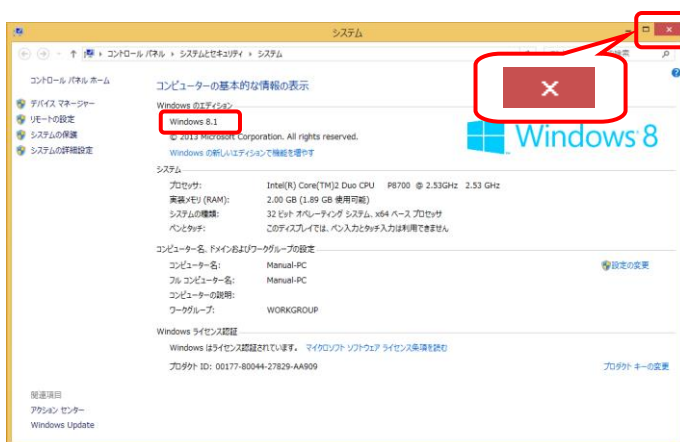 システム
コントロール パネル ▸ システムとセキュリティ ▸ システム
コントロール パネル ホーム
デバイス マネージャー
リモートの設定
システムの保護
システムの詳細設定
コンピューターの基本的な情報の表示
Windows のエディション
Windows 8.1
© 2013 Microsoft Corporation. All rights reserved.
Windows の新しいエディションで機能を増やす
Windows 8
システム
プロセッサ: Intel(R) Core(TM)2 Duo CPU P8700 @ 2.53GHz 2.53 GHz
実装メモリ (RAM): 2.00 GB (1.89 GB 使用可能)
システムの種類: 32 ビット オペレーティング システム、x64 ベース プロセッサ
ペンとタッチ: このディスプレイでは、ペン入力とタッチ入力は利用できません
コンピューター名、ドメインおよびワークグループの設定
コンピューター名: Manual-PC
設定の変更
フル コンピューター名: Manual-PC
コンピューターの説明:
ワークグループ: WORKGROUP
Windows ライセンス認証
Windows はライセンス認証されています。 マイクロソフト ソフトウェア ライセンス条項を読む
プロダクト ID: 00177-80044-27829-AA909
プロダクト キーの変更
関連項目
アクション センター
Windows Update